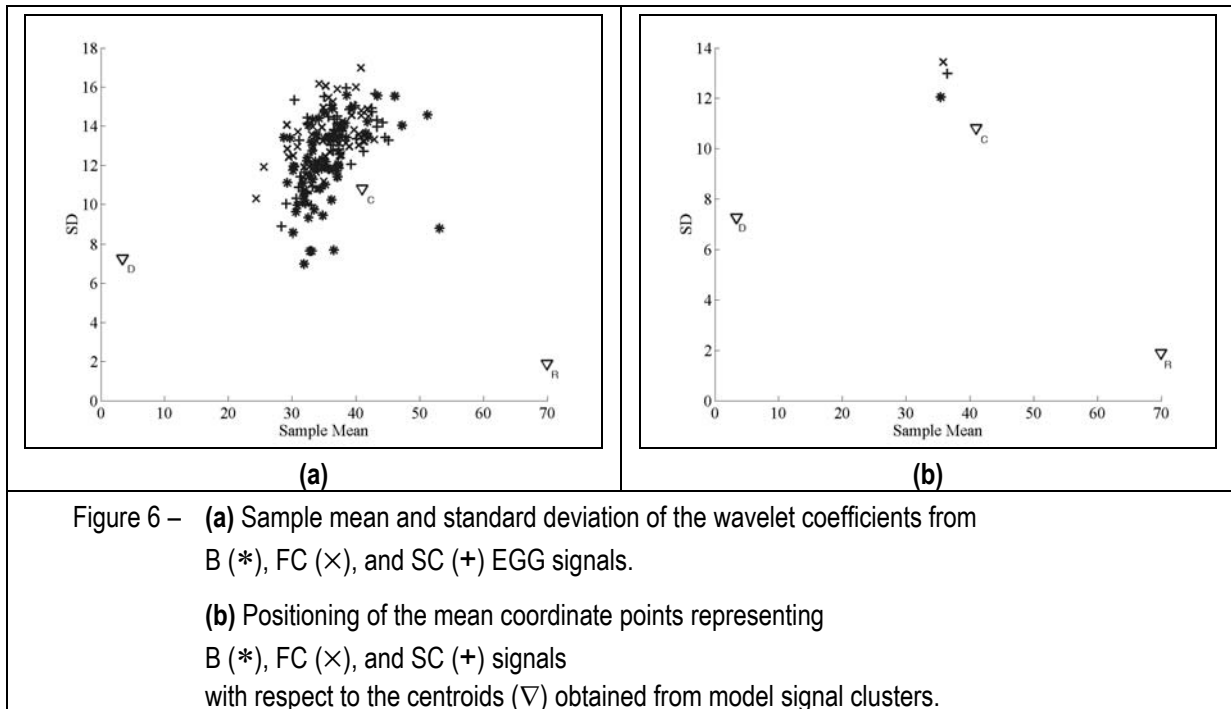 18
16
14
12
10
8
6
4
2
0
SD
0 10 20 30 40 50 60 70
Sample Mean
D
C
R
(a)
14
12
10
8
6
4
2
0
SD
0 10 20 30 40 50 60 70
Sample Mean
D
C
R
(b)
Figure 6 – (a) Sample mean and standard deviation of the wavelet coefficients from
B (*), FC (×), and SC (+) EGG signals.
(b) Positioning of the mean coordinate points representing
B (*), FC (×), and SC (+) signals
with respect to the centroids (∇) obtained from model signal clusters.